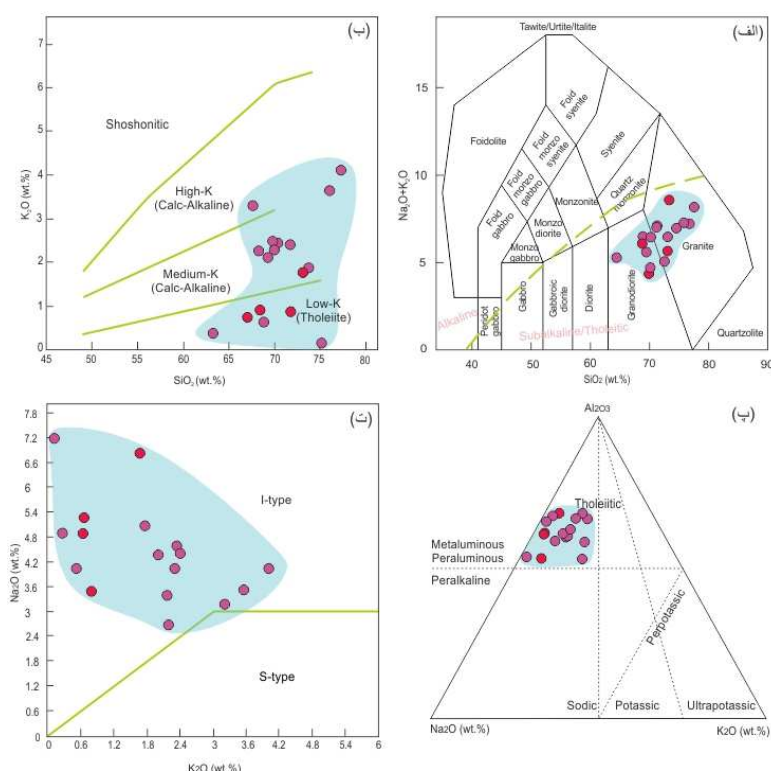 (ب)
K₂O (wt.%)
7
6
5
4
3
2
1
0
Shoshonitic
High-K
(Calc-Alkaline)
Medium-K
(Calc-Alkaline)
Low-K
(Tholeiite)
45
50
55
60
65
70
75
80
SiO₂ (wt.%)
(الف)
Na₂O+K₂O
15
10
5
0
Tawite/Urtite/Italite
Foidolite
Foid
syenite
Foid
monzo
syenite
Foid
monzo
gabbro
Foid
gabbro
Syenite
Monzonite
Quartz
monzonite
Monzo
diorite
Monzo
gabbro
Peridot
gabbro
Gabbro
Gabbroic
diorite
Diorite
Granodiorite
Granite
Quartzolite
Alkaline
Subalkaline/Tholeiitic
40
50
60
70
80
90
SiO₂ (wt.%)
(ت)
Na2O (wt.%)
7.8
7.2
6.6
6
5.4
4.8
4.2
3.6
3
2.4
1.8
1.2
0.6
0
I-type
S-type
0.6
1.2
1.8
2.4
3
3.6
4.2
4.8
5.4
6
K2O (wt.%)
(پ)
Al2O3
Tholeiitic
Metaluminous
Peraluminous
Peralkaline
Perpotassic
Sodic
Potassic
Ultrapotassic
Na2O (wt.%)
K2O (wt.%)